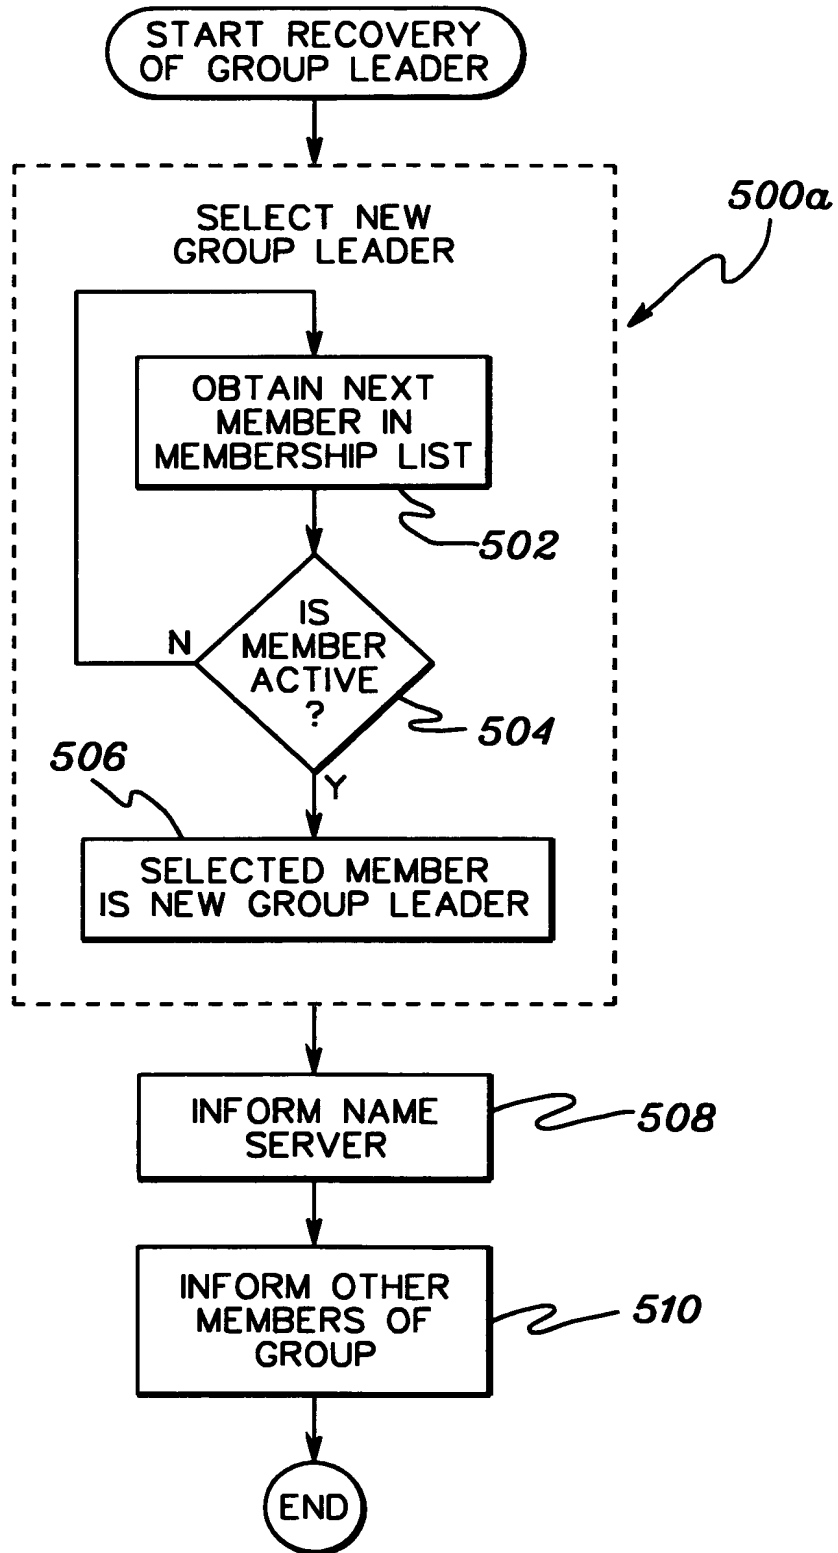 START RECOVERY
OF GROUP LEADER
500a
SELECT NEW
GROUP LEADER
OBTAIN NEXT
MEMBER IN
MEMBERSHIP LIST
502
IS
MEMBER
ACTIVE
?
N
504
Y
506
SELECTED MEMBER
IS NEW GROUP LEADER
INFORM NAME
SERVER
508
INFORM OTHER
MEMBERS OF
GROUP
510
END